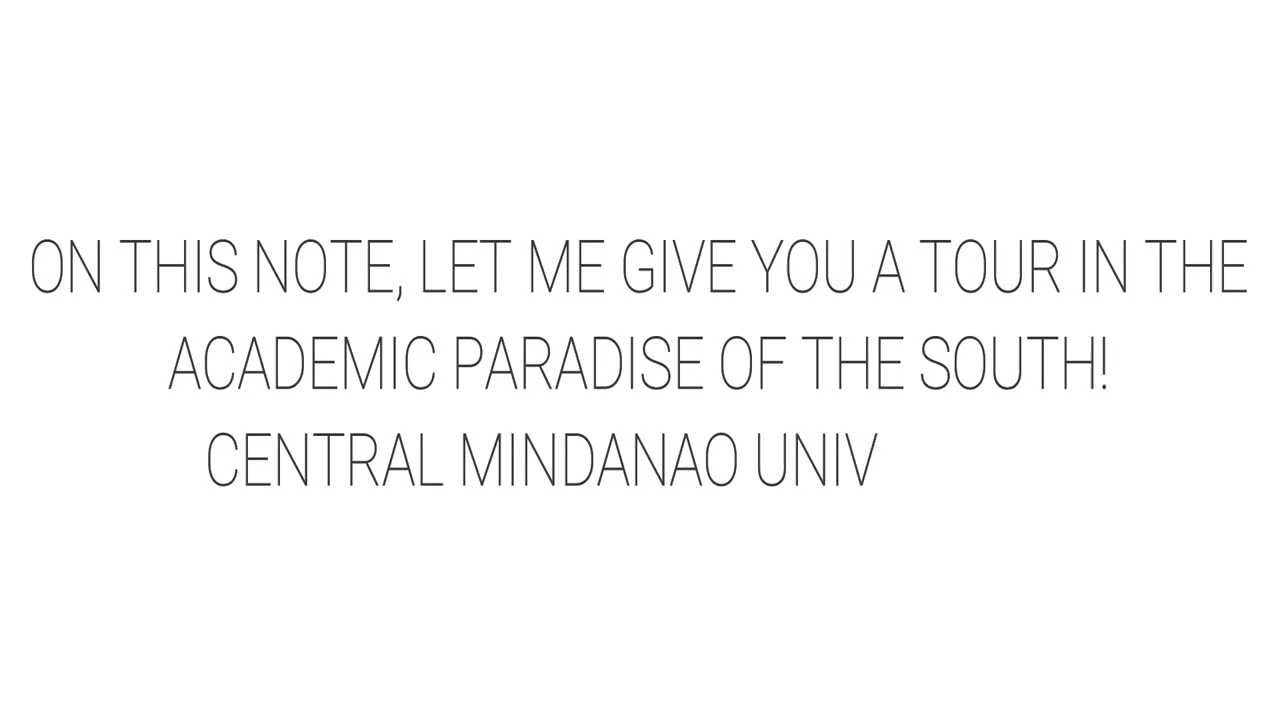 ON THIS NOTE, LET ME GIVE YOU A TOUR IN THE
ACADEMIC PARADISE OF THE SOUTH!
CENTRAL MINDANAO UNIV